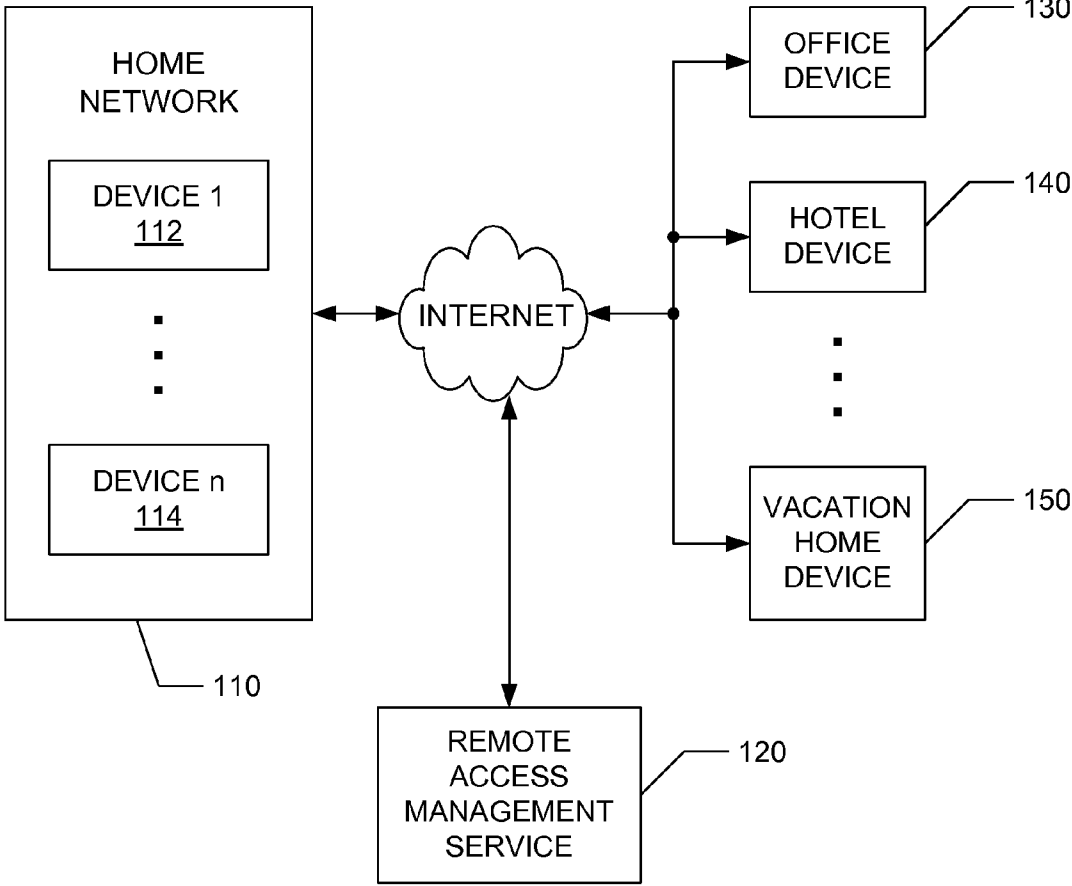 HOME
NETWORK
DEVICE 1
112
DEVICE n
114
110
INTERNET
REMOTE
ACCESS
MANAGEMENT
SERVICE
120
OFFICE
DEVICE
130
HOTEL
DEVICE
140
VACATION
HOME
DEVICE
150